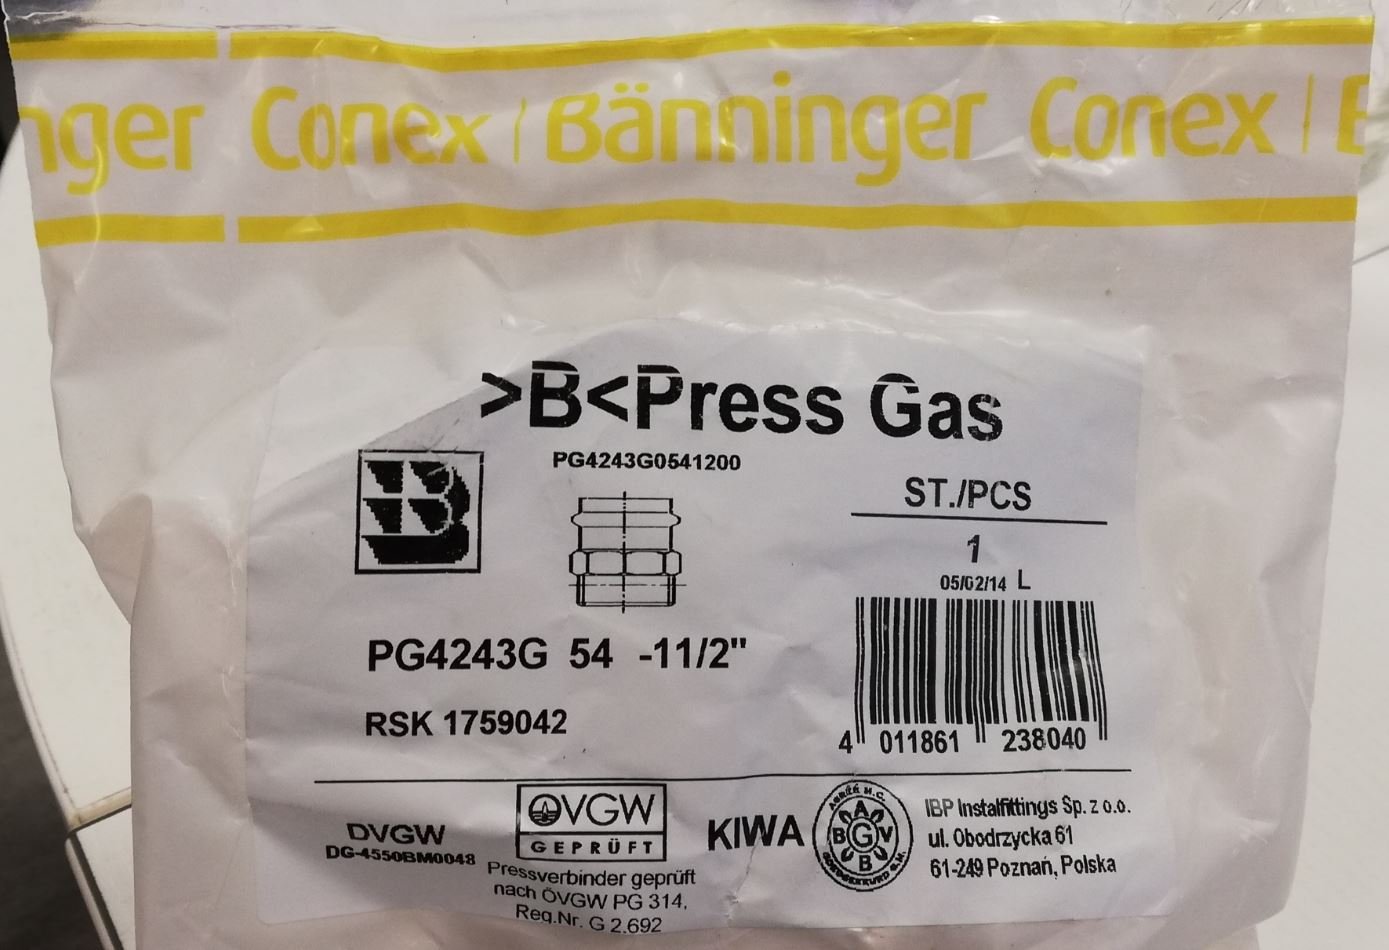 nger Conex | Bänninger Conex | B
>B<Press Gas
PG4243G0541200
ST./PCS
1
05/02/14 L
PG4243G 54 -11/2"
RSK 1759042
4 011861 238040
DVGW
DG-4550BM0048
ÖVGW
GEPRÜFT
Pressverbinder geprüft
nach ÖVGW PG 314,
Reg.Nr. G 2.692
KIWA
A
B G V
B
IBP Instalfittings Sp. z o.o.
ul. Obodrzycka 61
61-249 Poznań, Polska